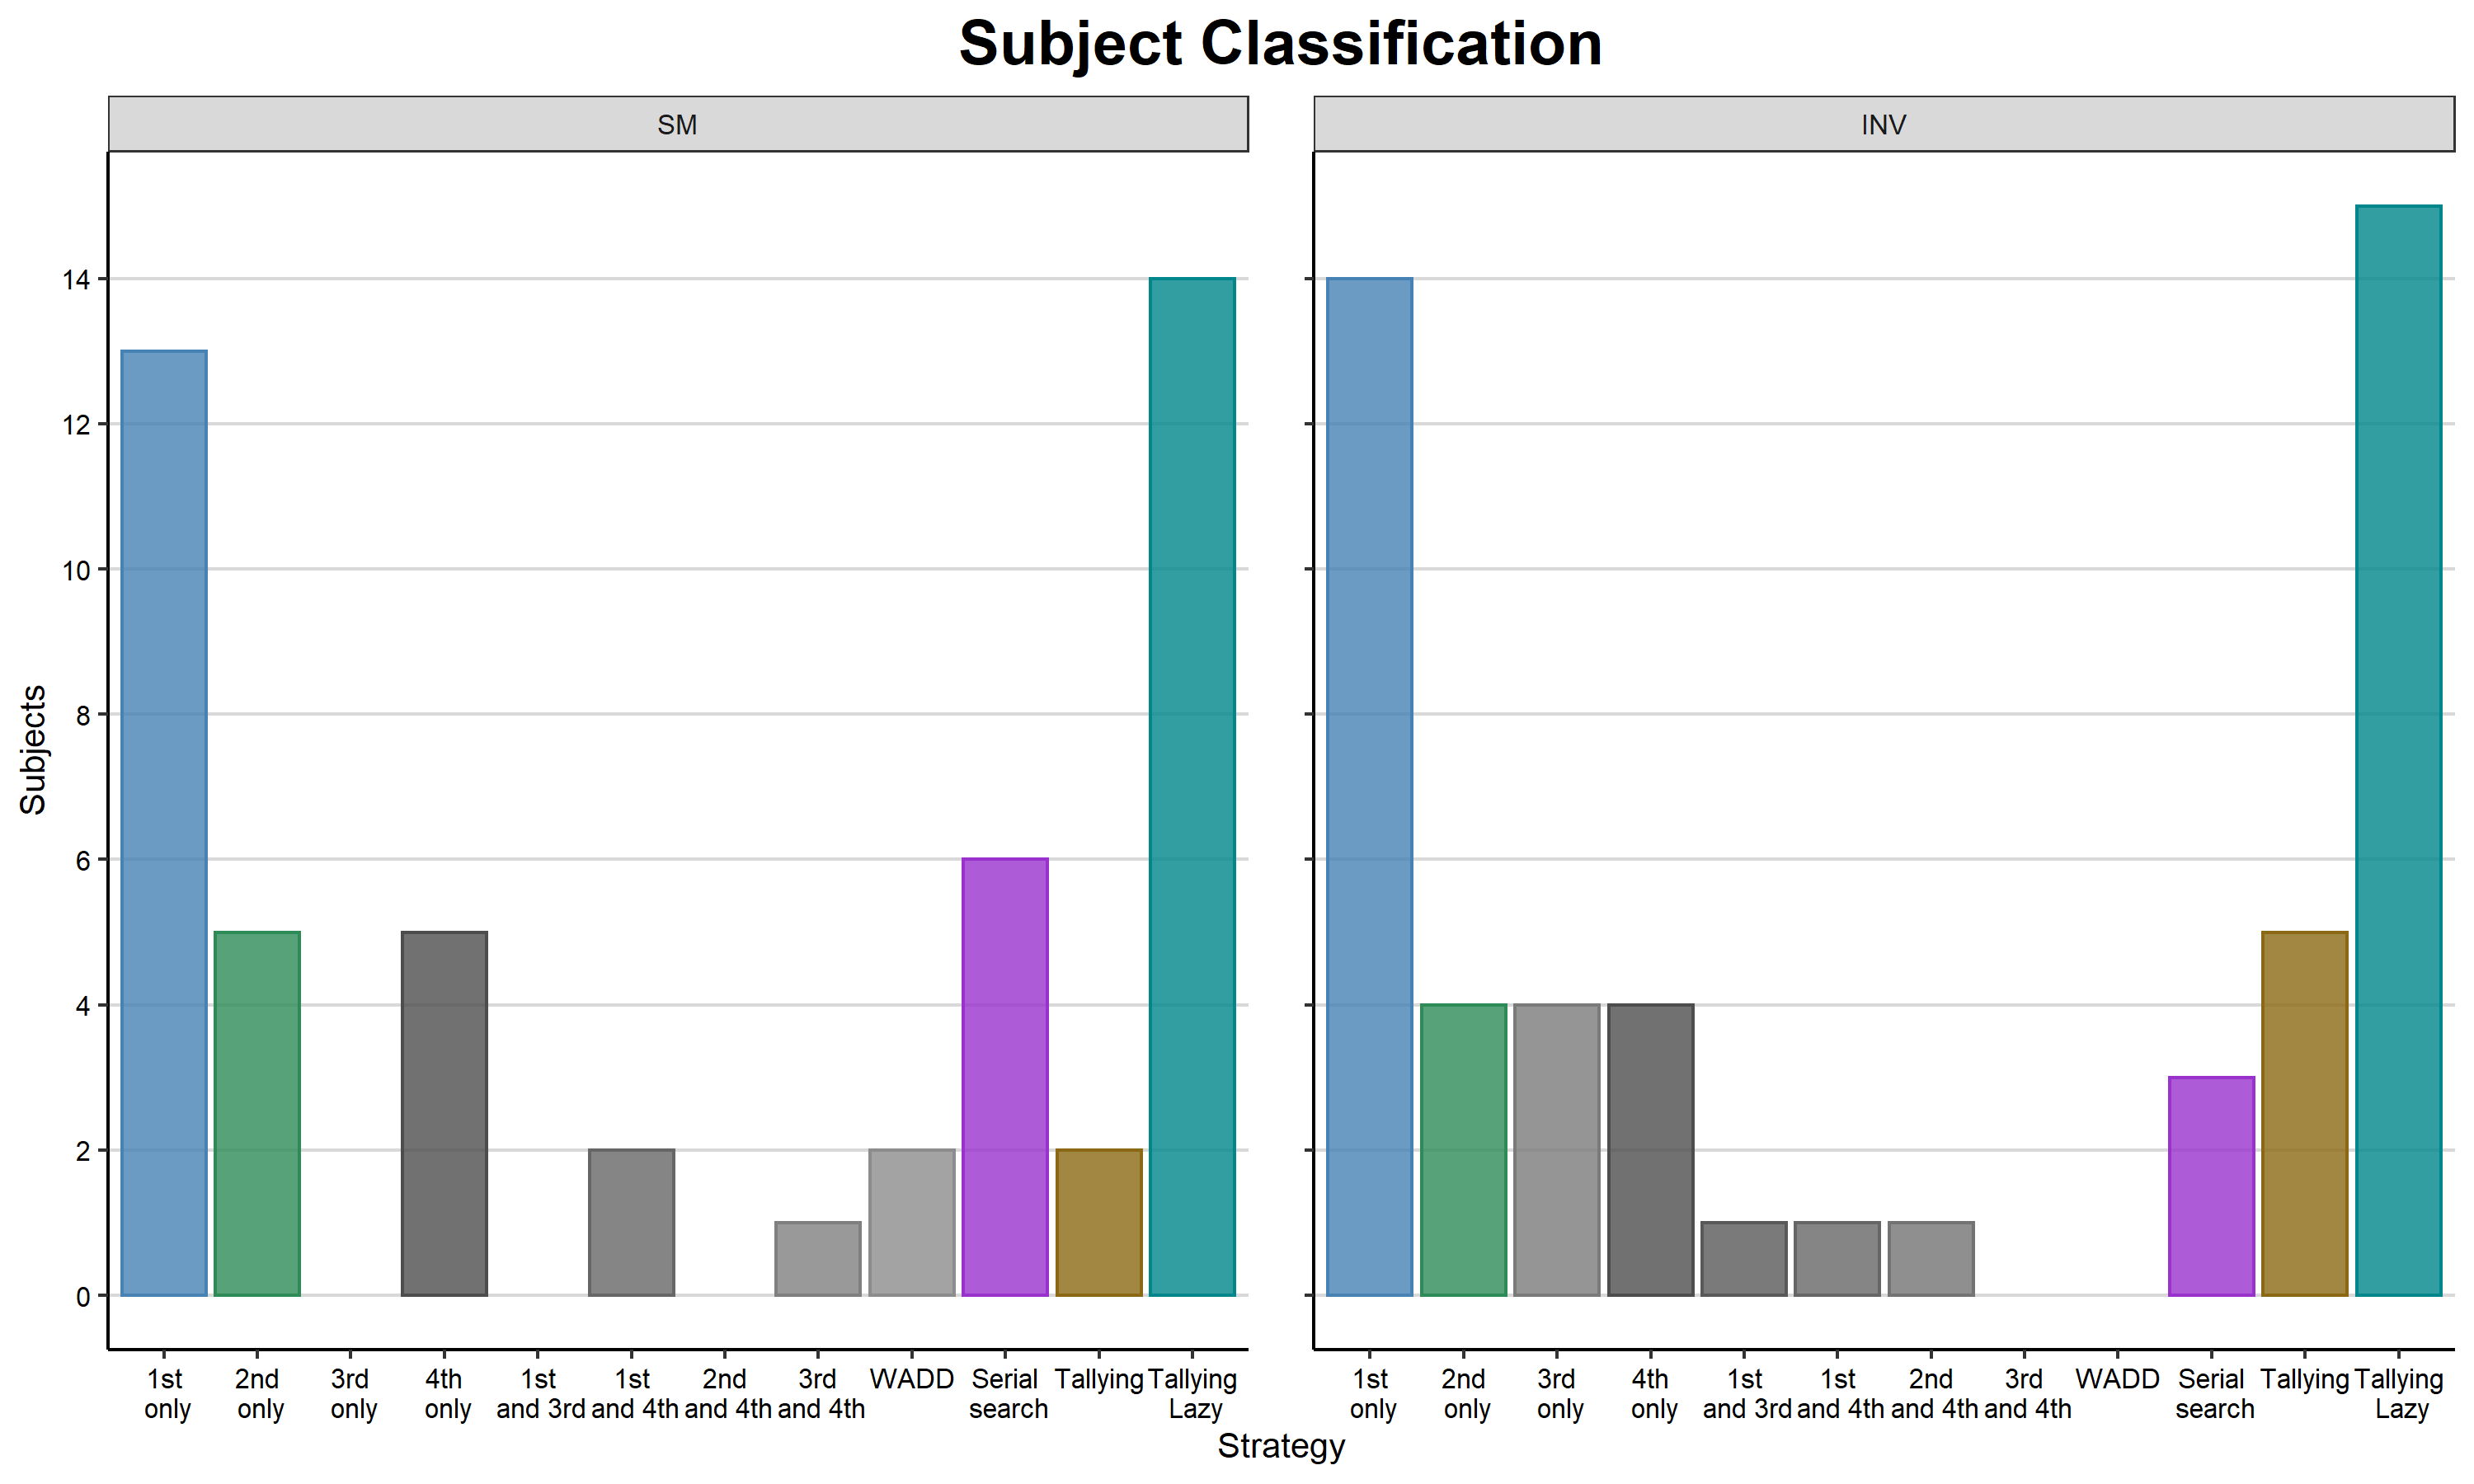 Subject Classification
SM
INV
14
12
10
8
6
4
2
0
Subjects
1st only
2nd only
3rd only
4th only
1st and 3rd
1st and 4th
2nd and 4th
3rd and 4th
WADD
Serial search
Tallying
Tallying Lazy
1st only
2nd only
3rd only
4th only
1st and 3rd
1st and 4th
2nd and 4th
3rd and 4th
WADD
Serial search
Tallying
Tallying Lazy
Strategy